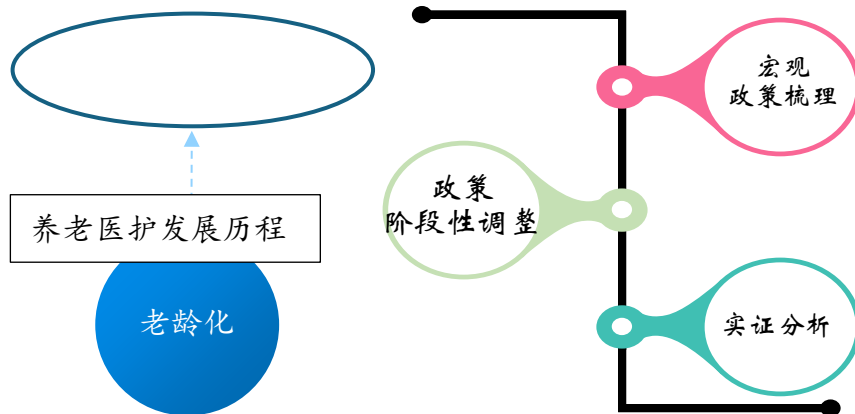 养老医护发展历程
老龄化
宏观
政策梳理
政策
阶段性调整
实证分析